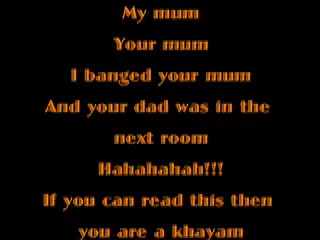 My mum
Your mum
I banged your mum
And your dad was in the
next room
Hahahahah!!!
If you can read this then
you are a khayam